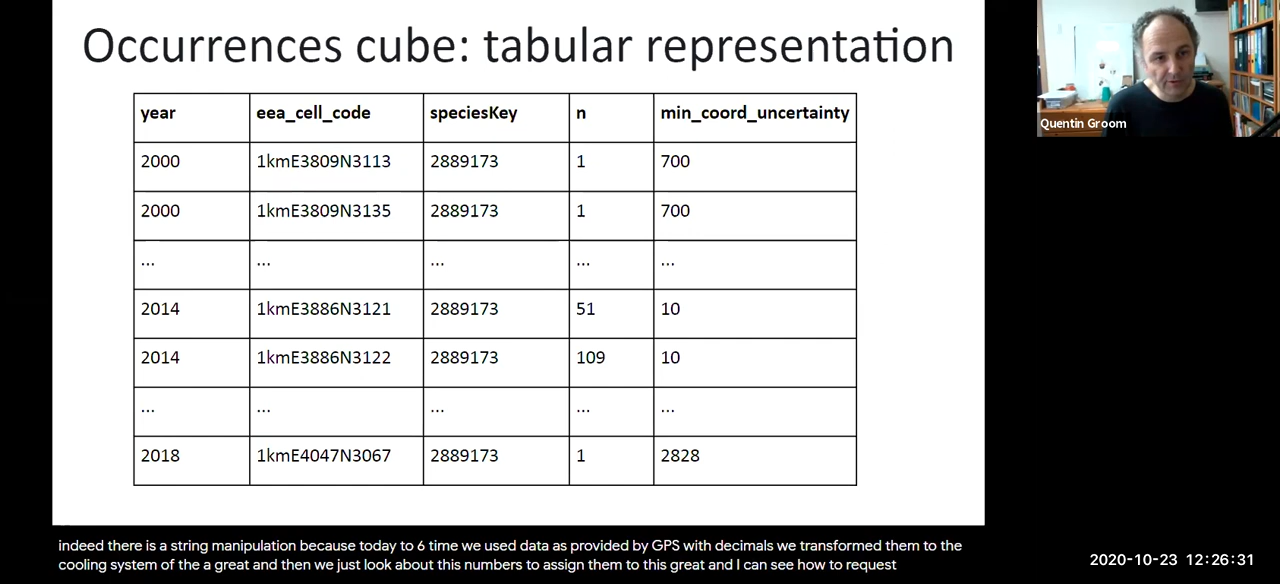 Occurrences cube: tabular representation
year eea_cell_code speciesKey n min_coord_uncertainty
2000 1kmE3809N3113 2889173 1 700
2000 1kmE3809N3135 2889173 1 700
... ... ... ... ...
2014 1kmE3886N3121 2889173 51 10
2014 1kmE3886N3122 2889173 109 10
... ... ... ... ...
2018 1kmE4047N3067 2889173 1 2828
Quentin Groom
indeed there is a string manipulation because today to 6 time we used data as provided by GPS with decimals we transformed them to the
cooling system of the a great and then we just look about this numbers to assign them to this great and I can see how to request
2020-10-23 12:26:31